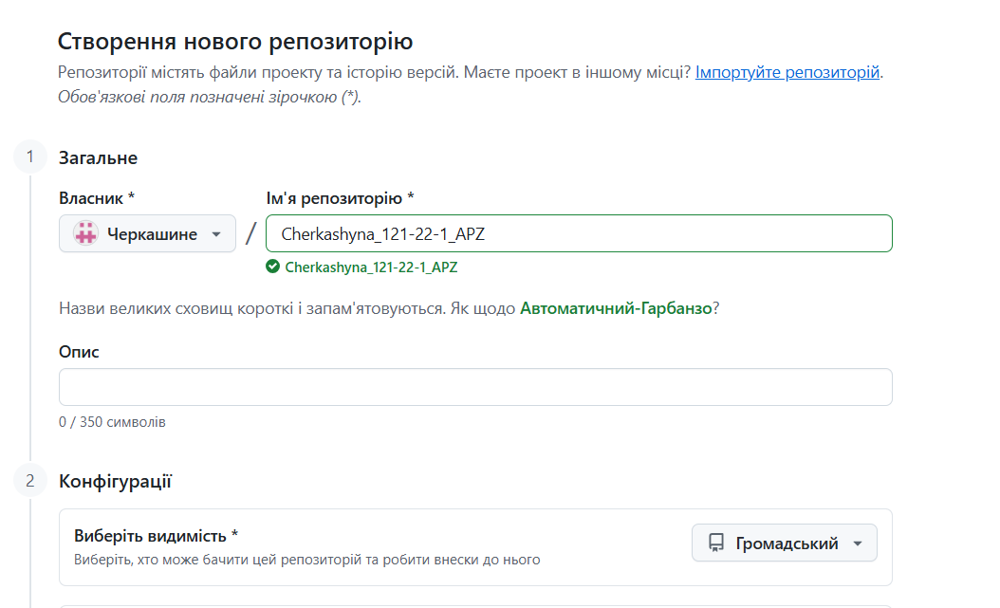 Створення нового репозиторію
Репозиторії містять файли проекту та історію версій. Маєте проект в іншому місці? Імпортуйте репозиторій.
Обов'язкові поля позначені зірочкою (*).
1 Загальне
Власник * Ім'я репозиторію *
Черкашине / Cherkashyna_121-22-1_APZ
Cherkashyna_121-22-1_APZ
Назви великих сховищ короткі і запам'ятовуються. Як щодо Автоматичний-Гарбанзо?
Опис
0 / 350 символів
2 Конфігурації
Виберіть видимість *
Виберіть, хто може бачити цей репозиторій та робити внески до нього
Громадський